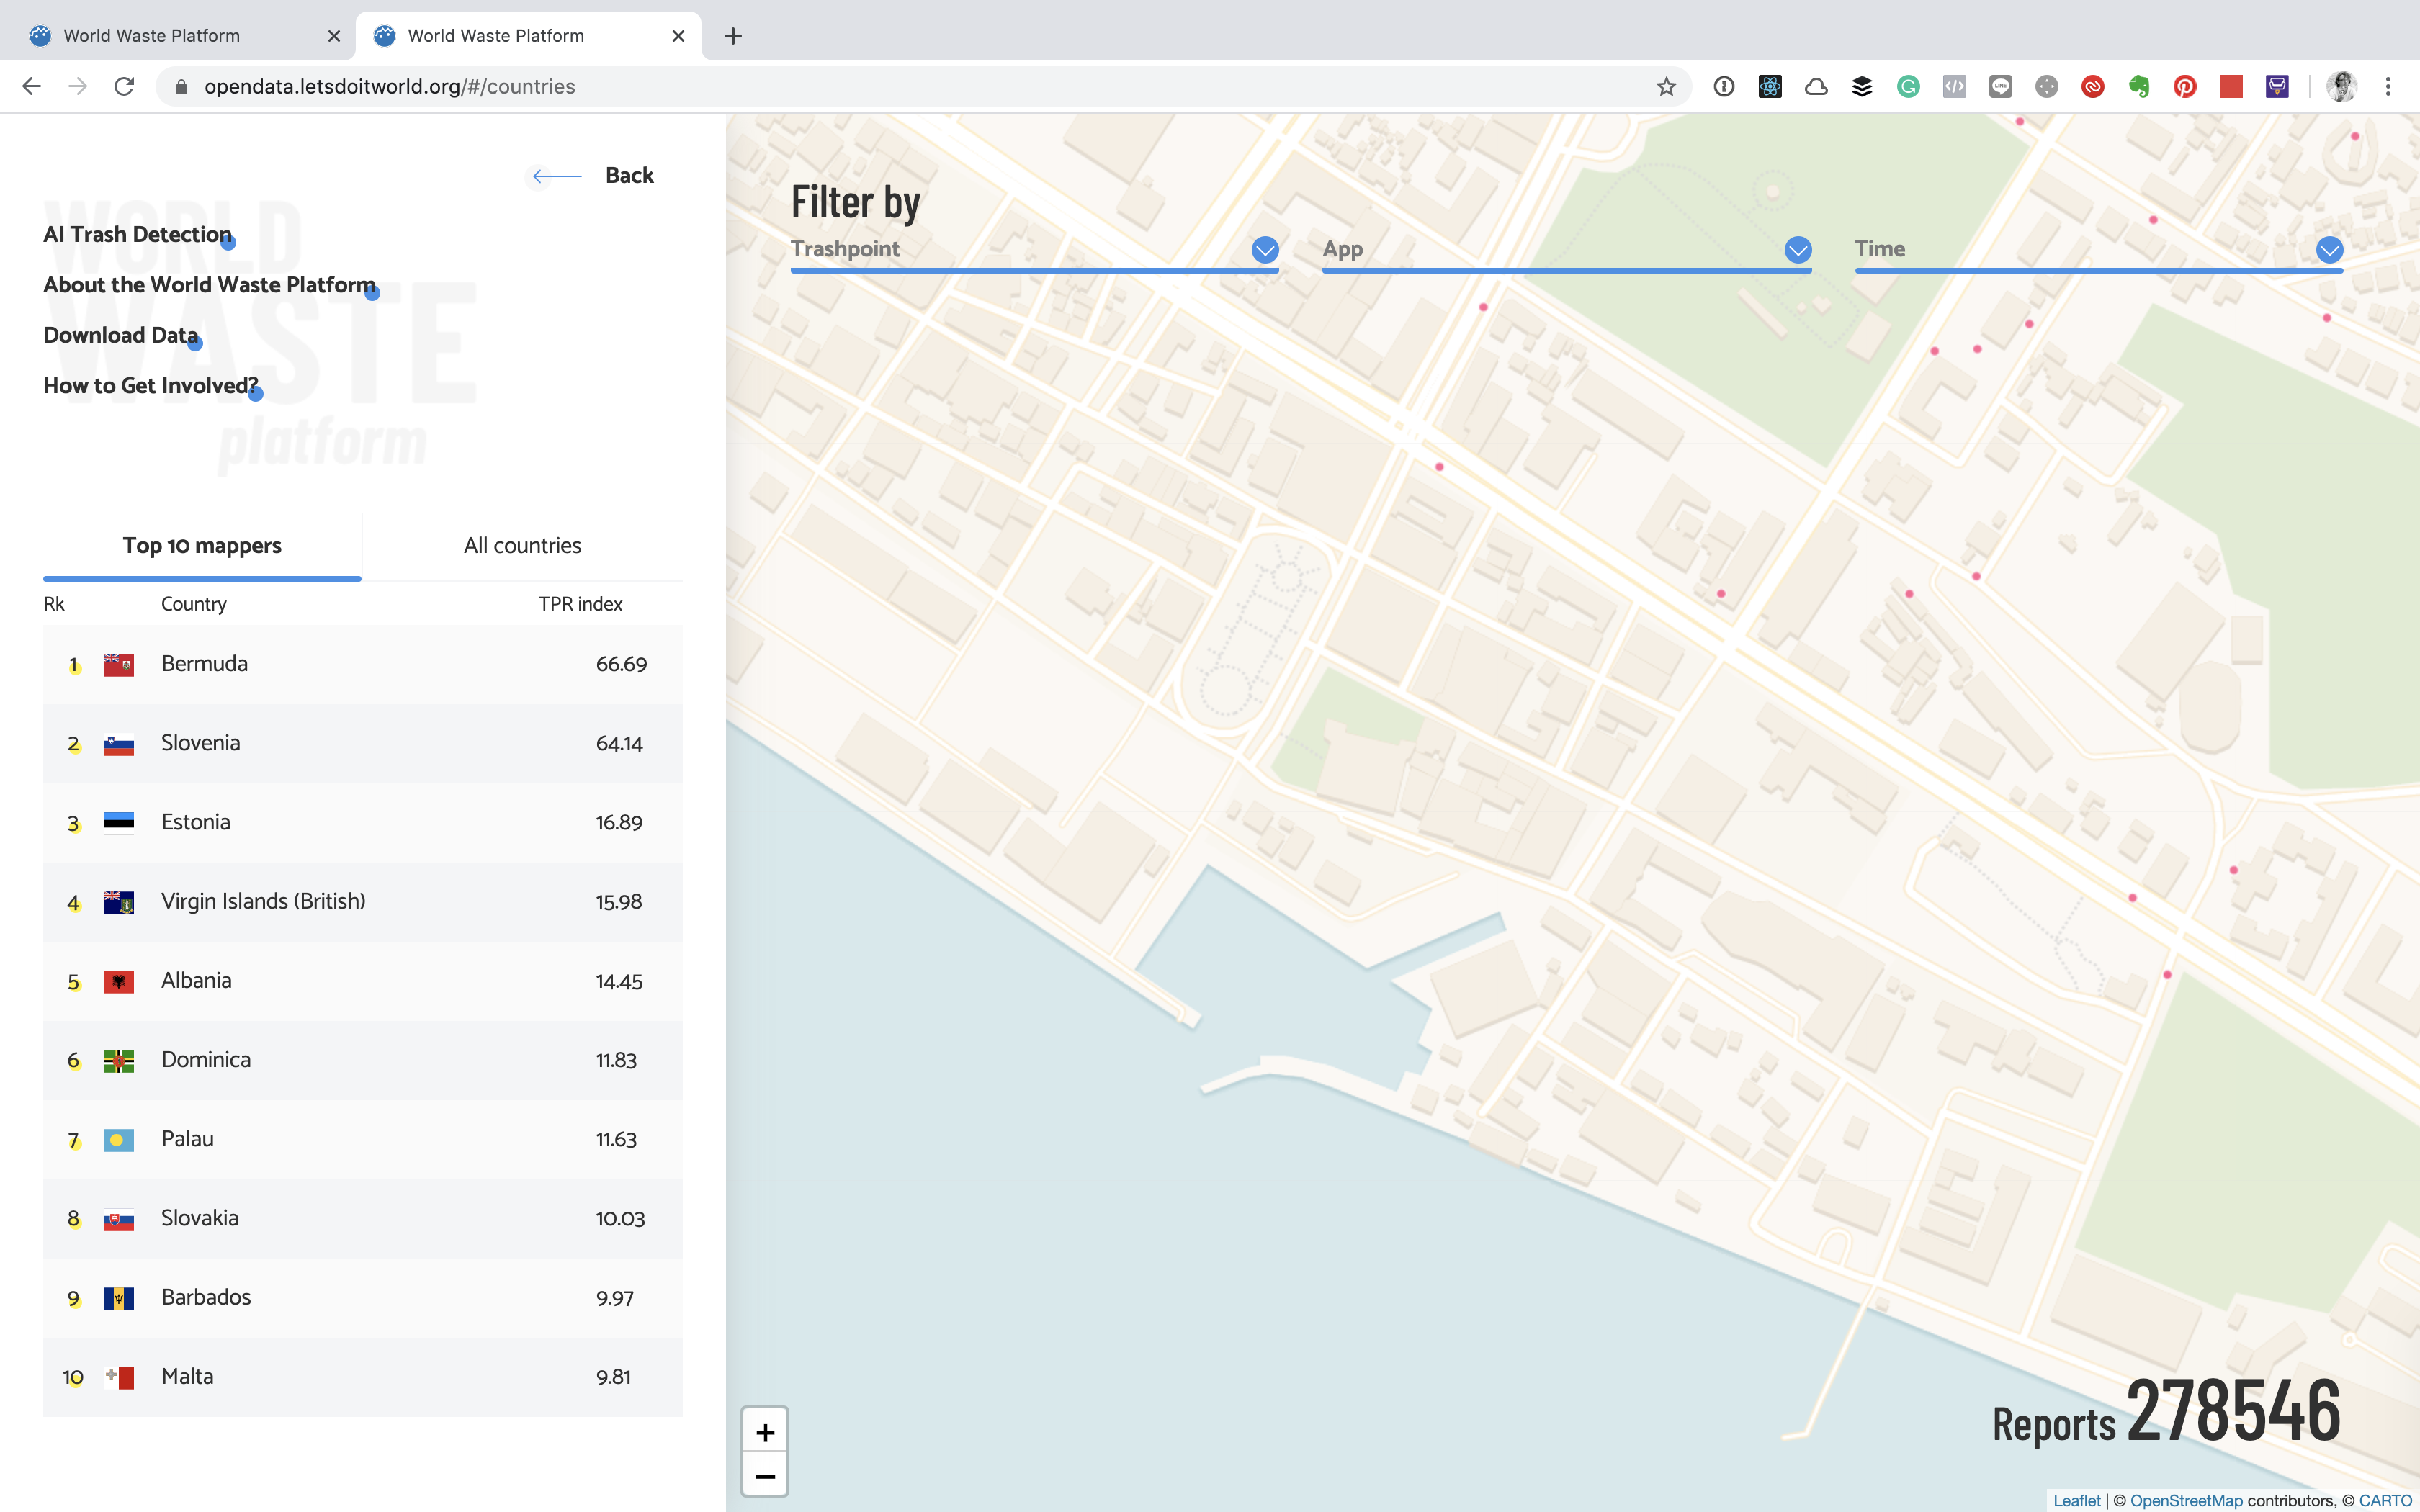 World Waste Platform
World Waste Platform
opendata.letsdoitworld.org/#/countries
Back
WORLD
WASTE
platform
AI Trash Detection
About the World Waste Platform
Download Data
How to Get Involved?
Top 10 mappers
All countries
Rk Country TPR index
1 Bermuda 66.69
2 Slovenia 64.14
3 Estonia 16.89
4 Virgin Islands (British) 15.98
5 Albania 14.45
6 Dominica 11.83
7 Palau 11.63
8 Slovakia 10.03
9 Barbados 9.97
10 Malta 9.81
Filter by
Trashpoint
App
Time
+
−
Reports 278546
Leaflet | © OpenStreetMap contributors, © CARTO